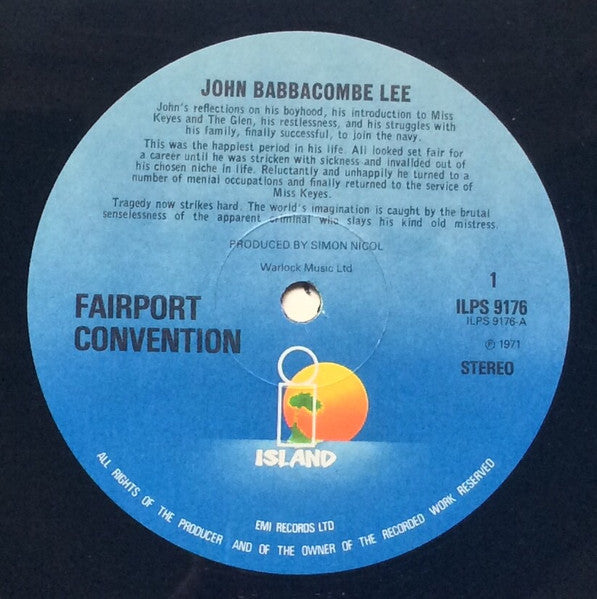 JOHN BABBACOMBE LEE
John's reflections on his boyhood, his introduction to Miss
Keyes and The Glen, his restlessness, and his struggles with
his family, finally successful, to join the navy.
This was the happiest period in his life. All looked set fair for
a career until he was stricken with sickness and invalided out of
his chosen niche in life. Reluctantly and unhappily he turned to a
number of menial occupations and finally returned to the service of
Miss Keyes.
Tragedy now strikes hard. The world's imagination is caught by the brutal
senselessness of the apparent criminal who slays his kind old mistress.
PRODUCED BY SIMON NICOL
Warlock Music Ltd
FAIRPORT
CONVENTION
1
ILPS 9176
ILPS 9176-A
℗ 1971
STEREO
i
ISLAND
EMI RECORDS LTD
ALL RIGHTS OF THE PRODUCER AND OF THE OWNER OF THE RECORDED WORK RESERVED